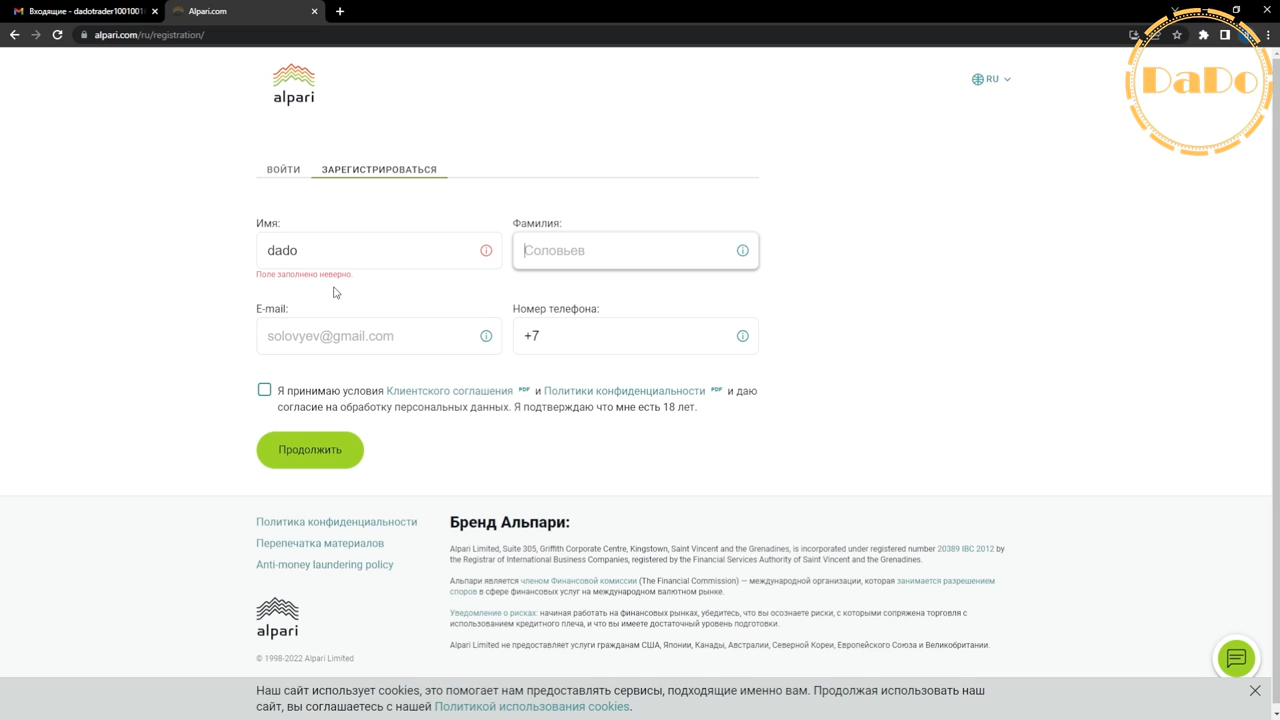 Входящие - dadotrader1001001
Alpari.com
alpari.com/ru/registration/
DaDo
alpari
RU
ВОЙТИ
ЗАРЕГИСТРИРОВАТЬСЯ
Имя:
Фамилия:
dado
Соловьев
Поле заполнено неверно.
E-mail:
Номер телефона:
solovyev@gmail.com
+7
Я принимаю условия Клиентского соглашения PDF и Политики конфиденциальности PDF и даю
согласие на обработку персональных данных. Я подтверждаю что мне есть 18 лет.
Продолжить
Политика конфиденциальности
Перепечатка материалов
Anti-money laundering policy
alpari
© 1998-2022 Alpari Limited
Бренд Альпари:
Alpari Limited, Suite 305, Griffith Corporate Centre, Kingstown, Saint Vincent and the Grenadines, is incorporated under registered number 20389 IBC 2012 by
the Registrar of International Business Companies, registered by the Financial Services Authority of Saint Vincent and the Grenadines.
Альпари является членом Финансовой комиссии (The Financial Commission) — международной организации, которая занимается разрешением
споров в сфере финансовых услуг на международном валютном рынке.
Уведомление о рисках: начиная работать на финансовых рынках, убедитесь, что вы осознаете риски, с которыми сопряжена торговля с
использованием кредитного плеча, и что вы имеете достаточный уровень подготовки.
Alpari Limited не предоставляет услуги гражданам США, Японии, Канады, Австралии, Северной Кореи, Европейского Союза и Великобритании.
Наш сайт использует cookies, это помогает нам предоставлять сервисы, подходящие именно вам. Продолжая использовать наш
сайт, вы соглашаетесь с нашей Политикой использования cookies.